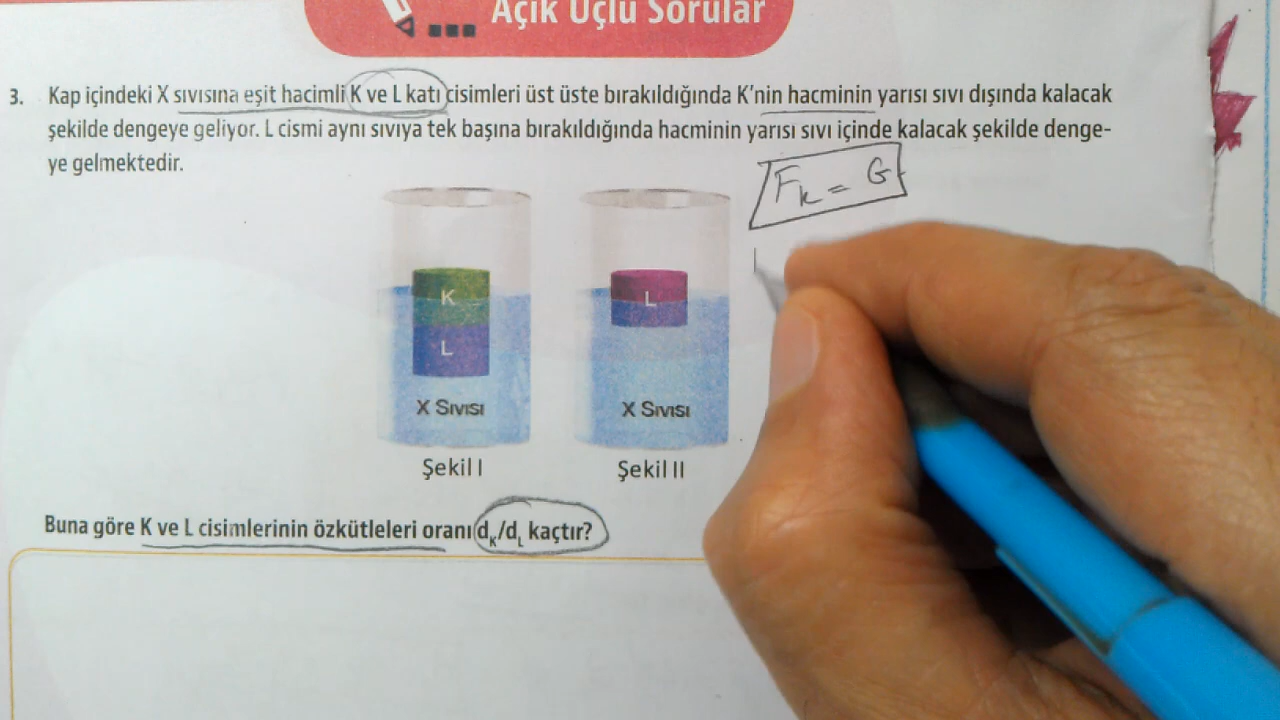 Açık Uçlu Sorular
3. Kap içindeki X sıvısına eşit hacimli K ve L katı cisimleri üst üste bırakıldığında K'nin hacminin yarısı sıvı dışında kalacak
şekilde dengeye geliyor. L cismi aynı sıvıya tek başına bırakıldığında hacminin yarısı sıvı içinde kalacak şekilde denge-
ye gelmektedir.
Fk = G
K
L
X Sıvısı
Şekil I
L
X Sıvısı
Şekil II
Buna göre K ve L cisimlerinin özkütleleri oranı dK/dL kaçtır?